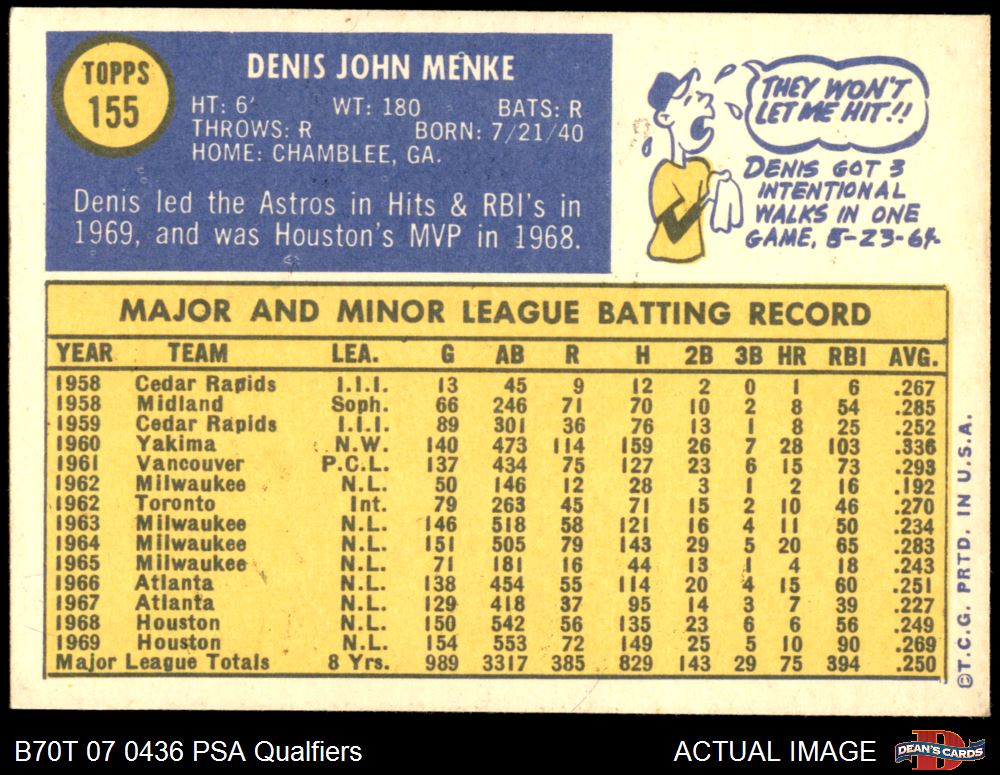 TOPPS
155
DENIS JOHN MENKE
HT: 6' WT: 180 BATS: R
THROWS: R BORN: 7/21/40
HOME: CHAMBLEE, GA.
Denis led the Astros in Hits & RBI's in
1969, and was Houston's MVP in 1968.
THEY WON'T
LET ME HIT!!
DENIS GOT 3
INTENTIONAL
WALKS IN ONE
GAME, 5-23-64.
MAJOR AND MINOR LEAGUE BATTING RECORD
YEAR TEAM LEA. G AB R H 2B 3B HR RBI AVG.
1958 Cedar Rapids I.I.I. 13 45 9 12 2 0 1 6 .267
1958 Midland Soph. 66 246 71 70 10 2 8 54 .285
1959 Cedar Rapids I.I.I. 89 301 36 76 13 1 8 25 .252
1960 Yakima N.W. 140 473 114 159 26 7 28 103 .336
1961 Vancouver P.C.L. 137 434 75 127 23 6 15 73 .293
1962 Milwaukee N.L. 50 146 12 28 3 1 2 16 .192
1962 Toronto Int. 79 263 45 71 15 2 10 46 .270
1963 Milwaukee N.L. 146 518 58 121 16 4 11 50 .234
1964 Milwaukee N.L. 151 505 79 143 29 5 20 65 .283
1965 Milwaukee N.L. 71 181 16 44 13 1 4 18 .243
1966 Atlanta N.L. 138 454 55 114 20 4 15 60 .251
1967 Atlanta N.L. 129 418 37 95 14 3 7 39 .227
1968 Houston N.L. 150 542 56 135 23 6 6 56 .249
1969 Houston N.L. 154 553 72 149 25 5 10 90 .269
Major League Totals 8 Yrs. 989 3317 385 829 143 29 75 394 .250
©T.C.G. PRTD. IN U.S.A.
B70T 07 0436 PSA Qualfiers
ACTUAL IMAGE
D
DEAN'S CARDS